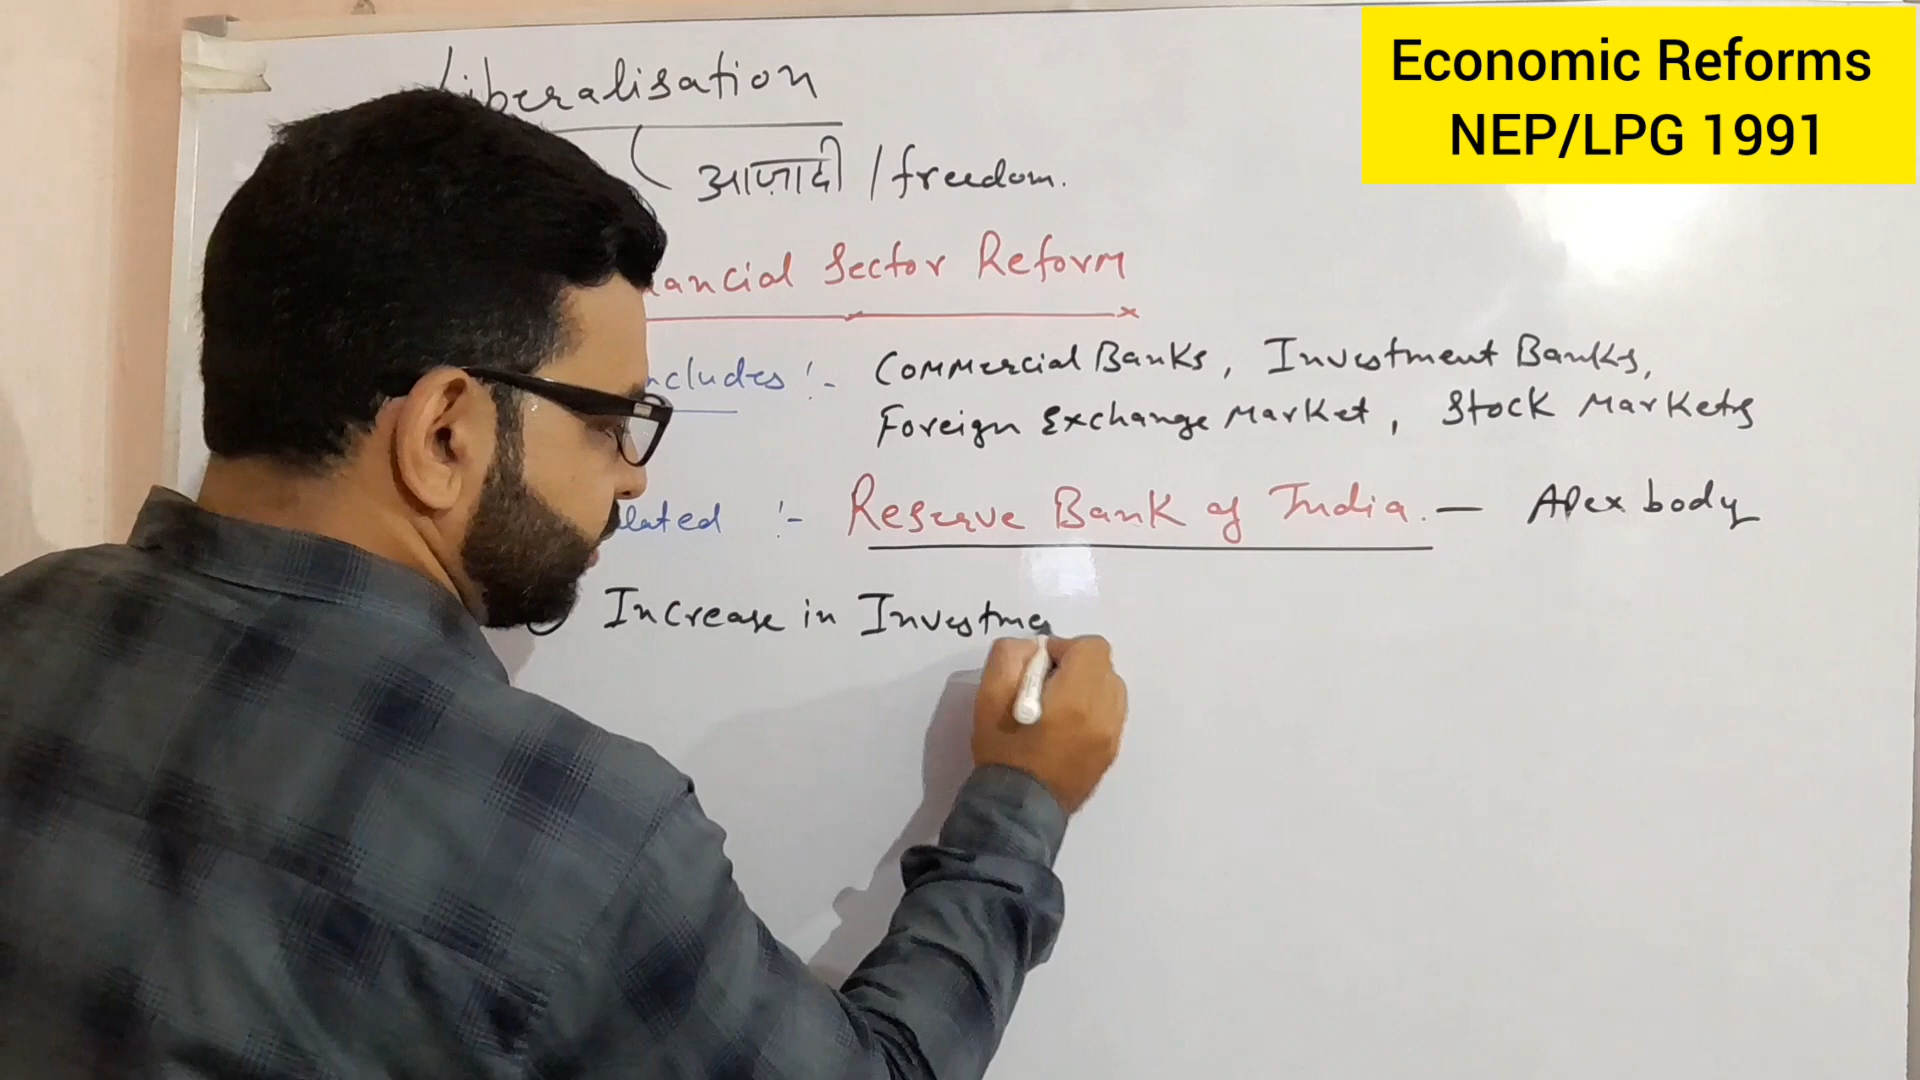 Economic Reforms
NEP/LPG 1991
Liberalisation
आज़ादी / freedom.
nancial Sector Reform
ncludes :- Commercial Banks, Investment Banks,
Foreign Exchange Market, Stock Markets
lated :- Reserve Bank of India. — Apex body
Increase in Investme